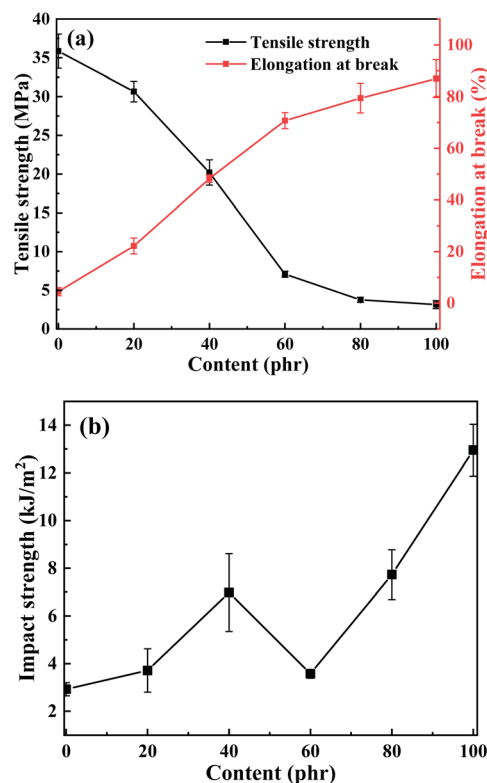 (a)
Tensile strength
Elongation at break
Tensile strength (MPa)
40
35
30
25
20
15
10
5
0
Elongation at break (%)
100
80
60
40
20
0
0 20 40 60 80 100
Content (phr)
(b)
Impact strength (kJ/m²)
14
12
10
8
6
4
2
0 20 40 60 80 100
Content (phr)